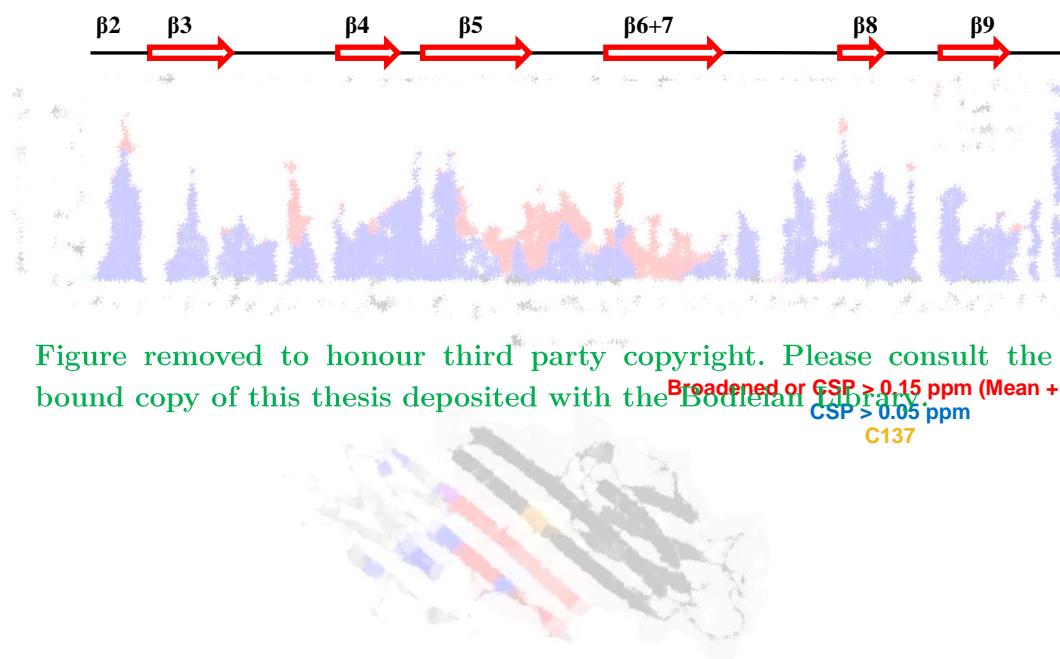 β2 β3 β4 β5 β6+7 β8 β9
Figure removed to honour third party copyright. Please consult the
bound copy of this thesis deposited with the Bodleian Library.
Broadened or CSP > 0.15 ppm (Mean +
CSP > 0.05 ppm
C137